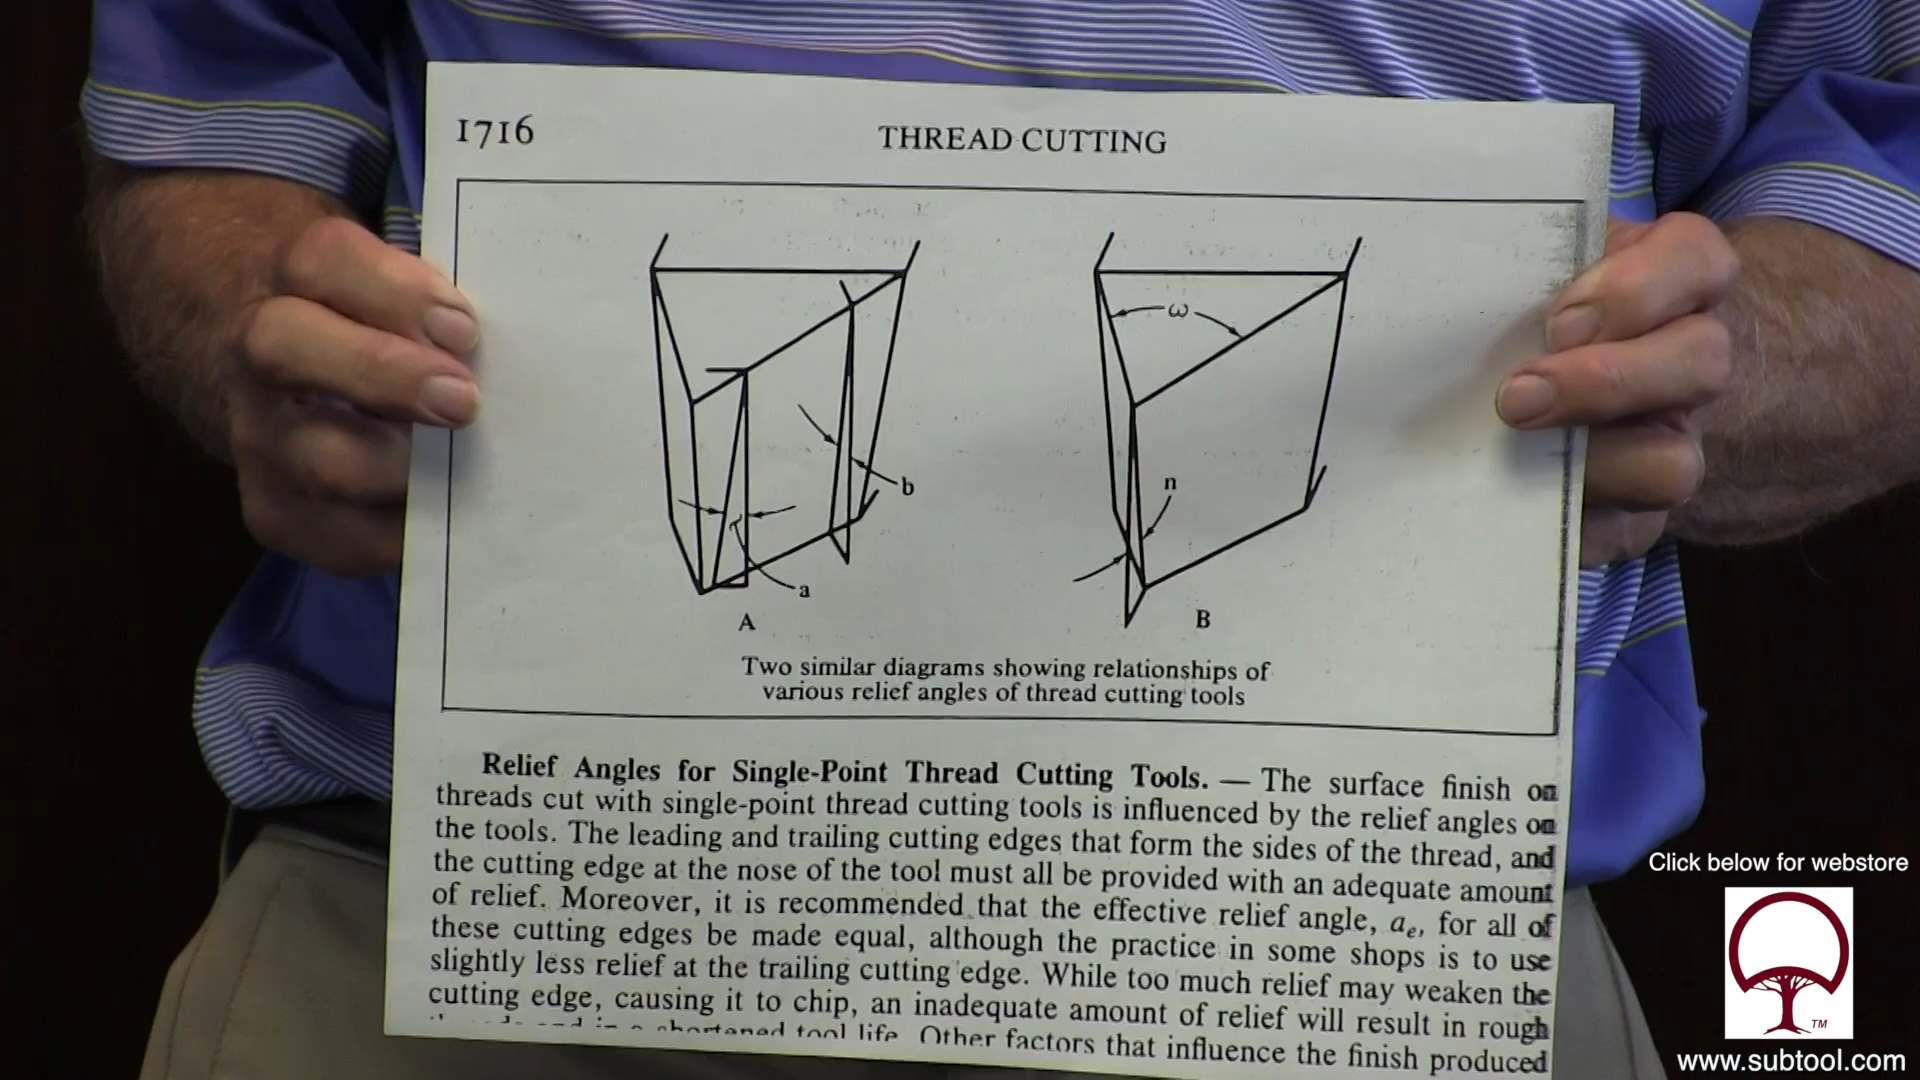 1716
THREAD CUTTING
ω
b
n
a
A
B
Two similar diagrams showing relationships of
various relief angles of thread cutting tools
Relief Angles for Single-Point Thread Cutting Tools. — The surface finish on
threads cut with single-point thread cutting tools is influenced by the relief angles on
the tools. The leading and trailing cutting edges that form the sides of the thread, and
the cutting edge at the nose of the tool must all be provided with an adequate amount
of relief. Moreover, it is recommended that the effective relief angle, ae, for all of
these cutting edges be made equal, although the practice in some shops is to use
slightly less relief at the trailing cutting edge. While too much relief may weaken the
cutting edge, causing it to chip, an inadequate amount of relief will result in rough
shortened tool life. Other factors that influence the finish produced
Click below for webstore
TM
www.subtool.com